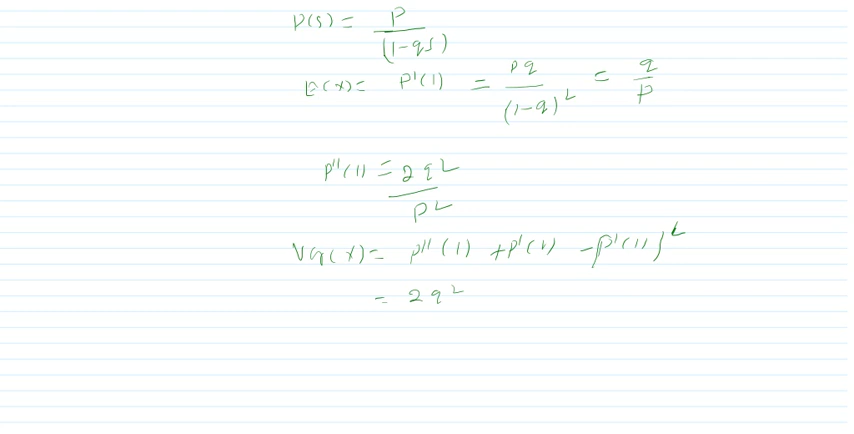 P(s) = P / (1-qs)
E(x) = P'(1) = pq / (1-q)² = q / p
P''(1) = 2q² / p²
Var(x) = P''(1) + P'(1) - [P'(1)]²
= 2q²